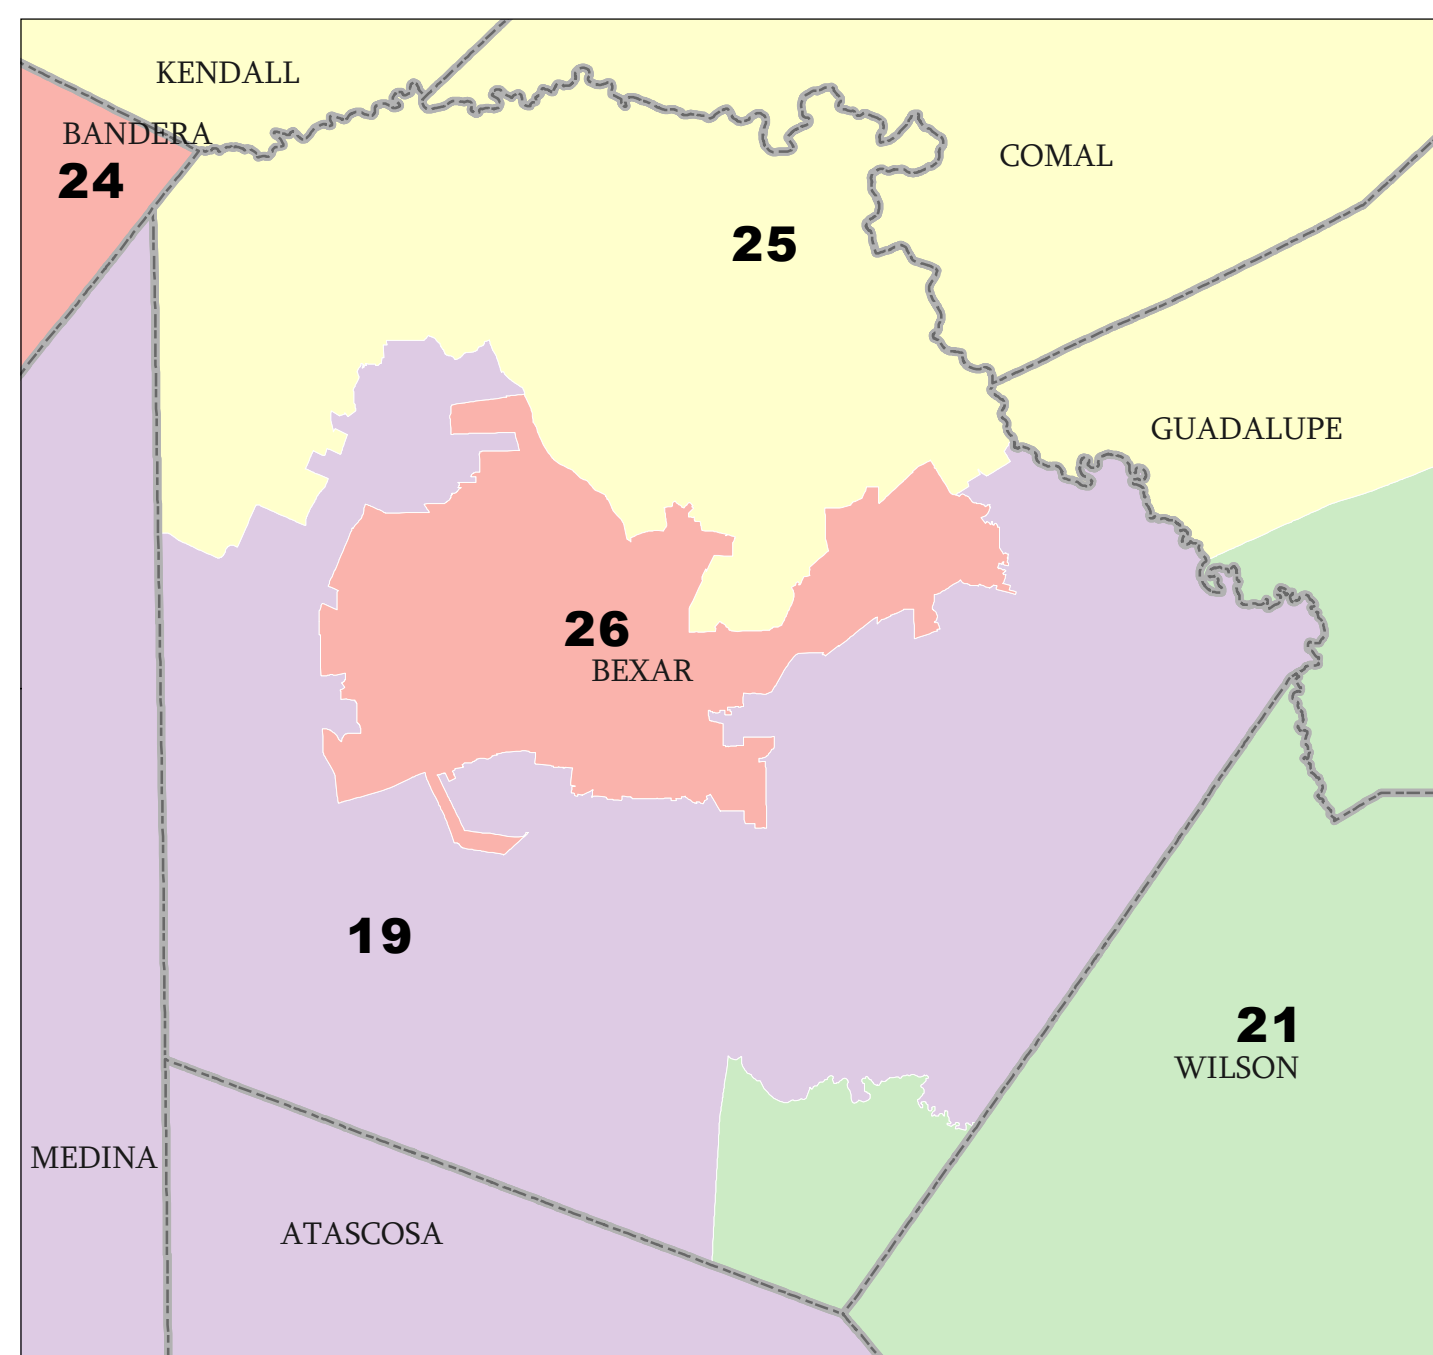 KENDALL
BANDERA
24
COMAL
25
GUADALUPE
26
BEXAR
19
21
WILSON
MEDINA
ATASCOSA